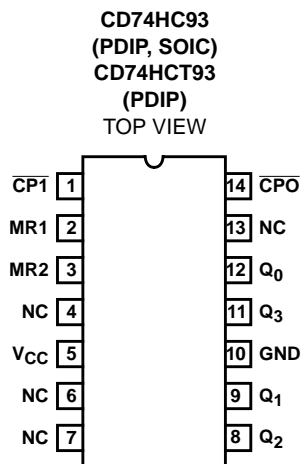 CD74HC93
(PDIP, SOIC)
CD74HCT93
(PDIP)
TOP VIEW
CP1 1 14 CPO
MR1 2 13 NC
MR2 3 12 Q0
NC 4 11 Q3
VCC 5 10 GND
NC 6 9 Q1
NC 7 8 Q2